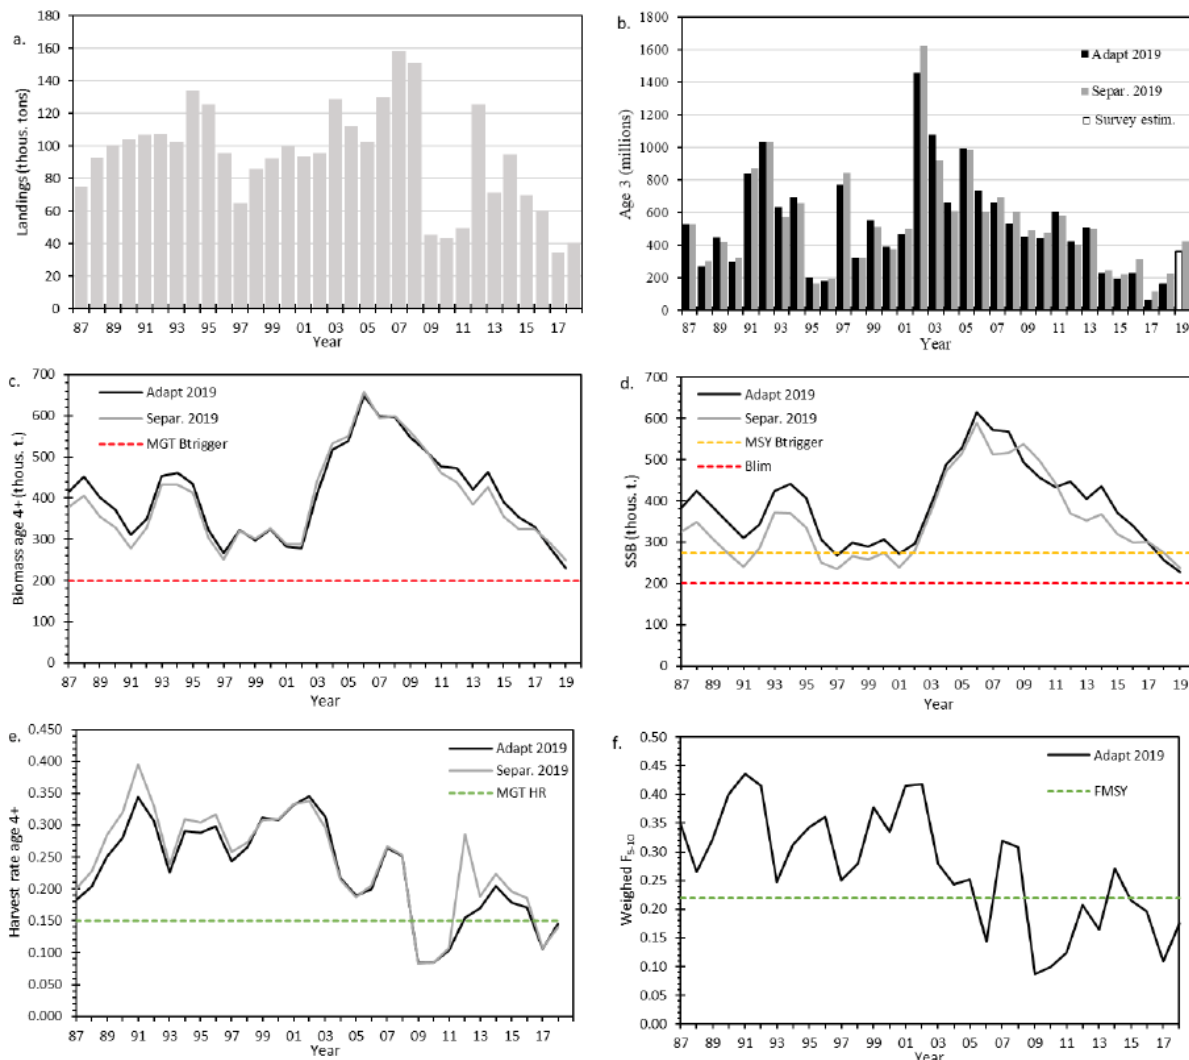 a.
Landings (thous. tons)
180
160
140
120
100
80
60
40
20
0
87 89 91 93 95 97 99 01 03 05 07 09 11 13 15 17
Year
b.
Age 3 (millions)
1800
1600
1400
1200
1000
800
600
400
200
0
Adapt 2019
Separ. 2019
Survey estim.
87 89 91 93 95 97 99 01 03 05 07 09 11 13 15 17 19
Year
c.
Biomass age 4+ (thous. t.)
700
600
500
400
300
200
100
0
Adapt 2019
Separ. 2019
MGT Btrigger
87 89 91 93 95 97 99 01 03 05 07 09 11 13 15 17 19
Year
d.
SSB (thous. t.)
700
600
500
400
300
200
100
0
Adapt 2019
Separ. 2019
MSY Btrigger
Blim
87 89 91 93 95 97 99 01 03 05 07 09 11 13 15 17 19
Year
e.
Harvest rate age 4+
0.450
0.400
0.350
0.300
0.250
0.200
0.150
0.100
0.050
0.000
Adapt 2019
Separ. 2019
MGT HR
87 89 91 93 95 97 99 01 03 05 07 09 11 13 15 17
Year
f.
Weighed F5-10
0.50
0.45
0.40
0.35
0.30
0.25
0.20
0.15
0.10
0.05
0.00
Adapt 2019
FMSY
87 89 91 93 95 97 99 01 03 05 07 09 11 13 15 17
Year